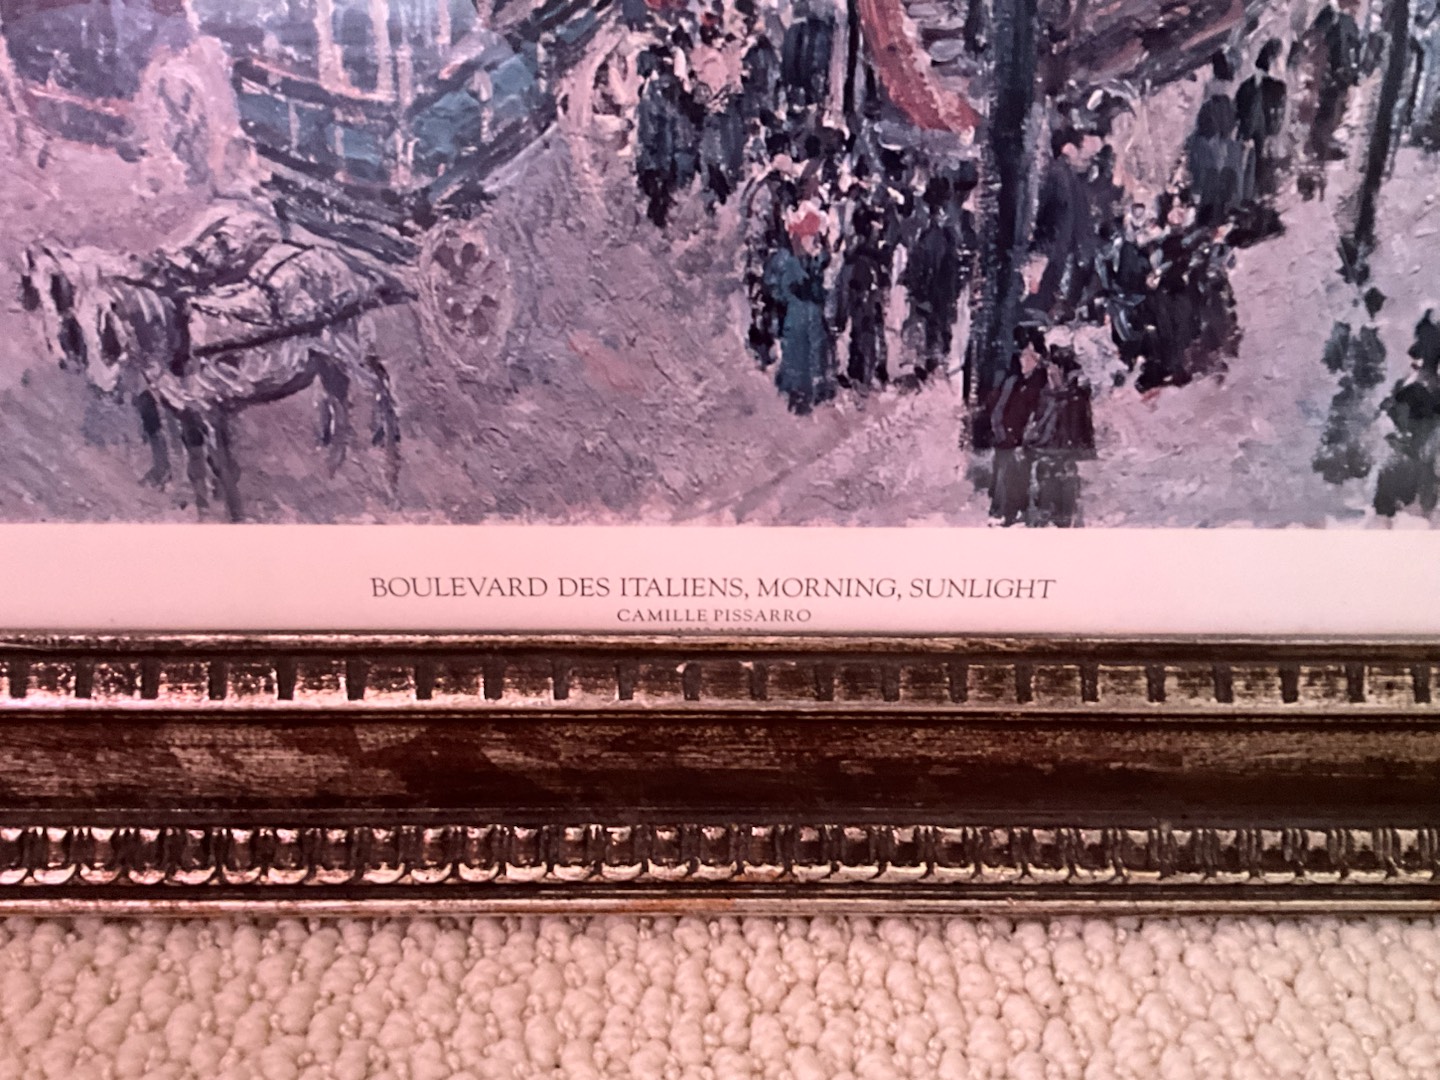 BOULEVARD DES ITALIENS, MORNING, SUNLIGHT
CAMILLE PISSARRO